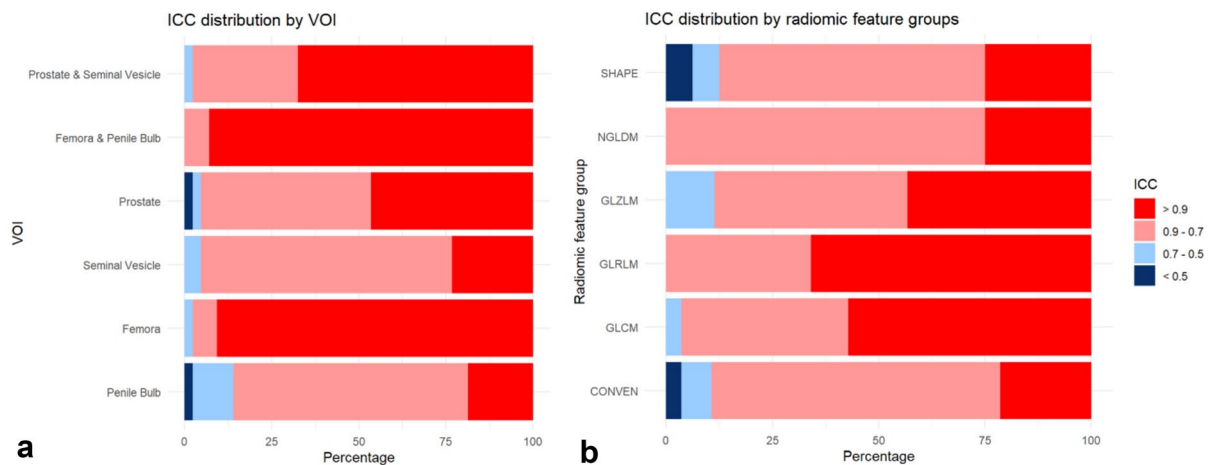 ICC distribution by VOI
VOI
Prostate & Seminal Vesicle
Femora & Penile Bulb
Prostate
Seminal Vesicle
Femora
Penile Bulb
0 25 50 75 100
Percentage
a
ICC distribution by radiomic feature groups
Radiomic feature group
SHAPE
NGLDM
GLZLM
GLRLM
GLCM
CONVEN
0 25 50 75 100
Percentage
b
ICC
> 0.9
0.9 - 0.7
0.7 - 0.5
< 0.5